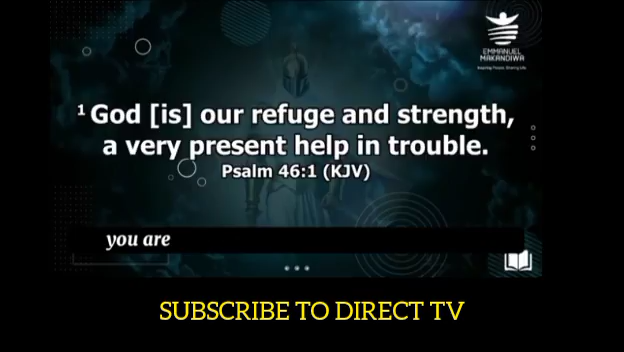 EMMANUEL
MAKANDIWA
1 God [is] our refuge and strength,
a very present help in trouble.
Psalm 46:1 (KJV)
you are
SUBSCRIBE TO DIRECT TV